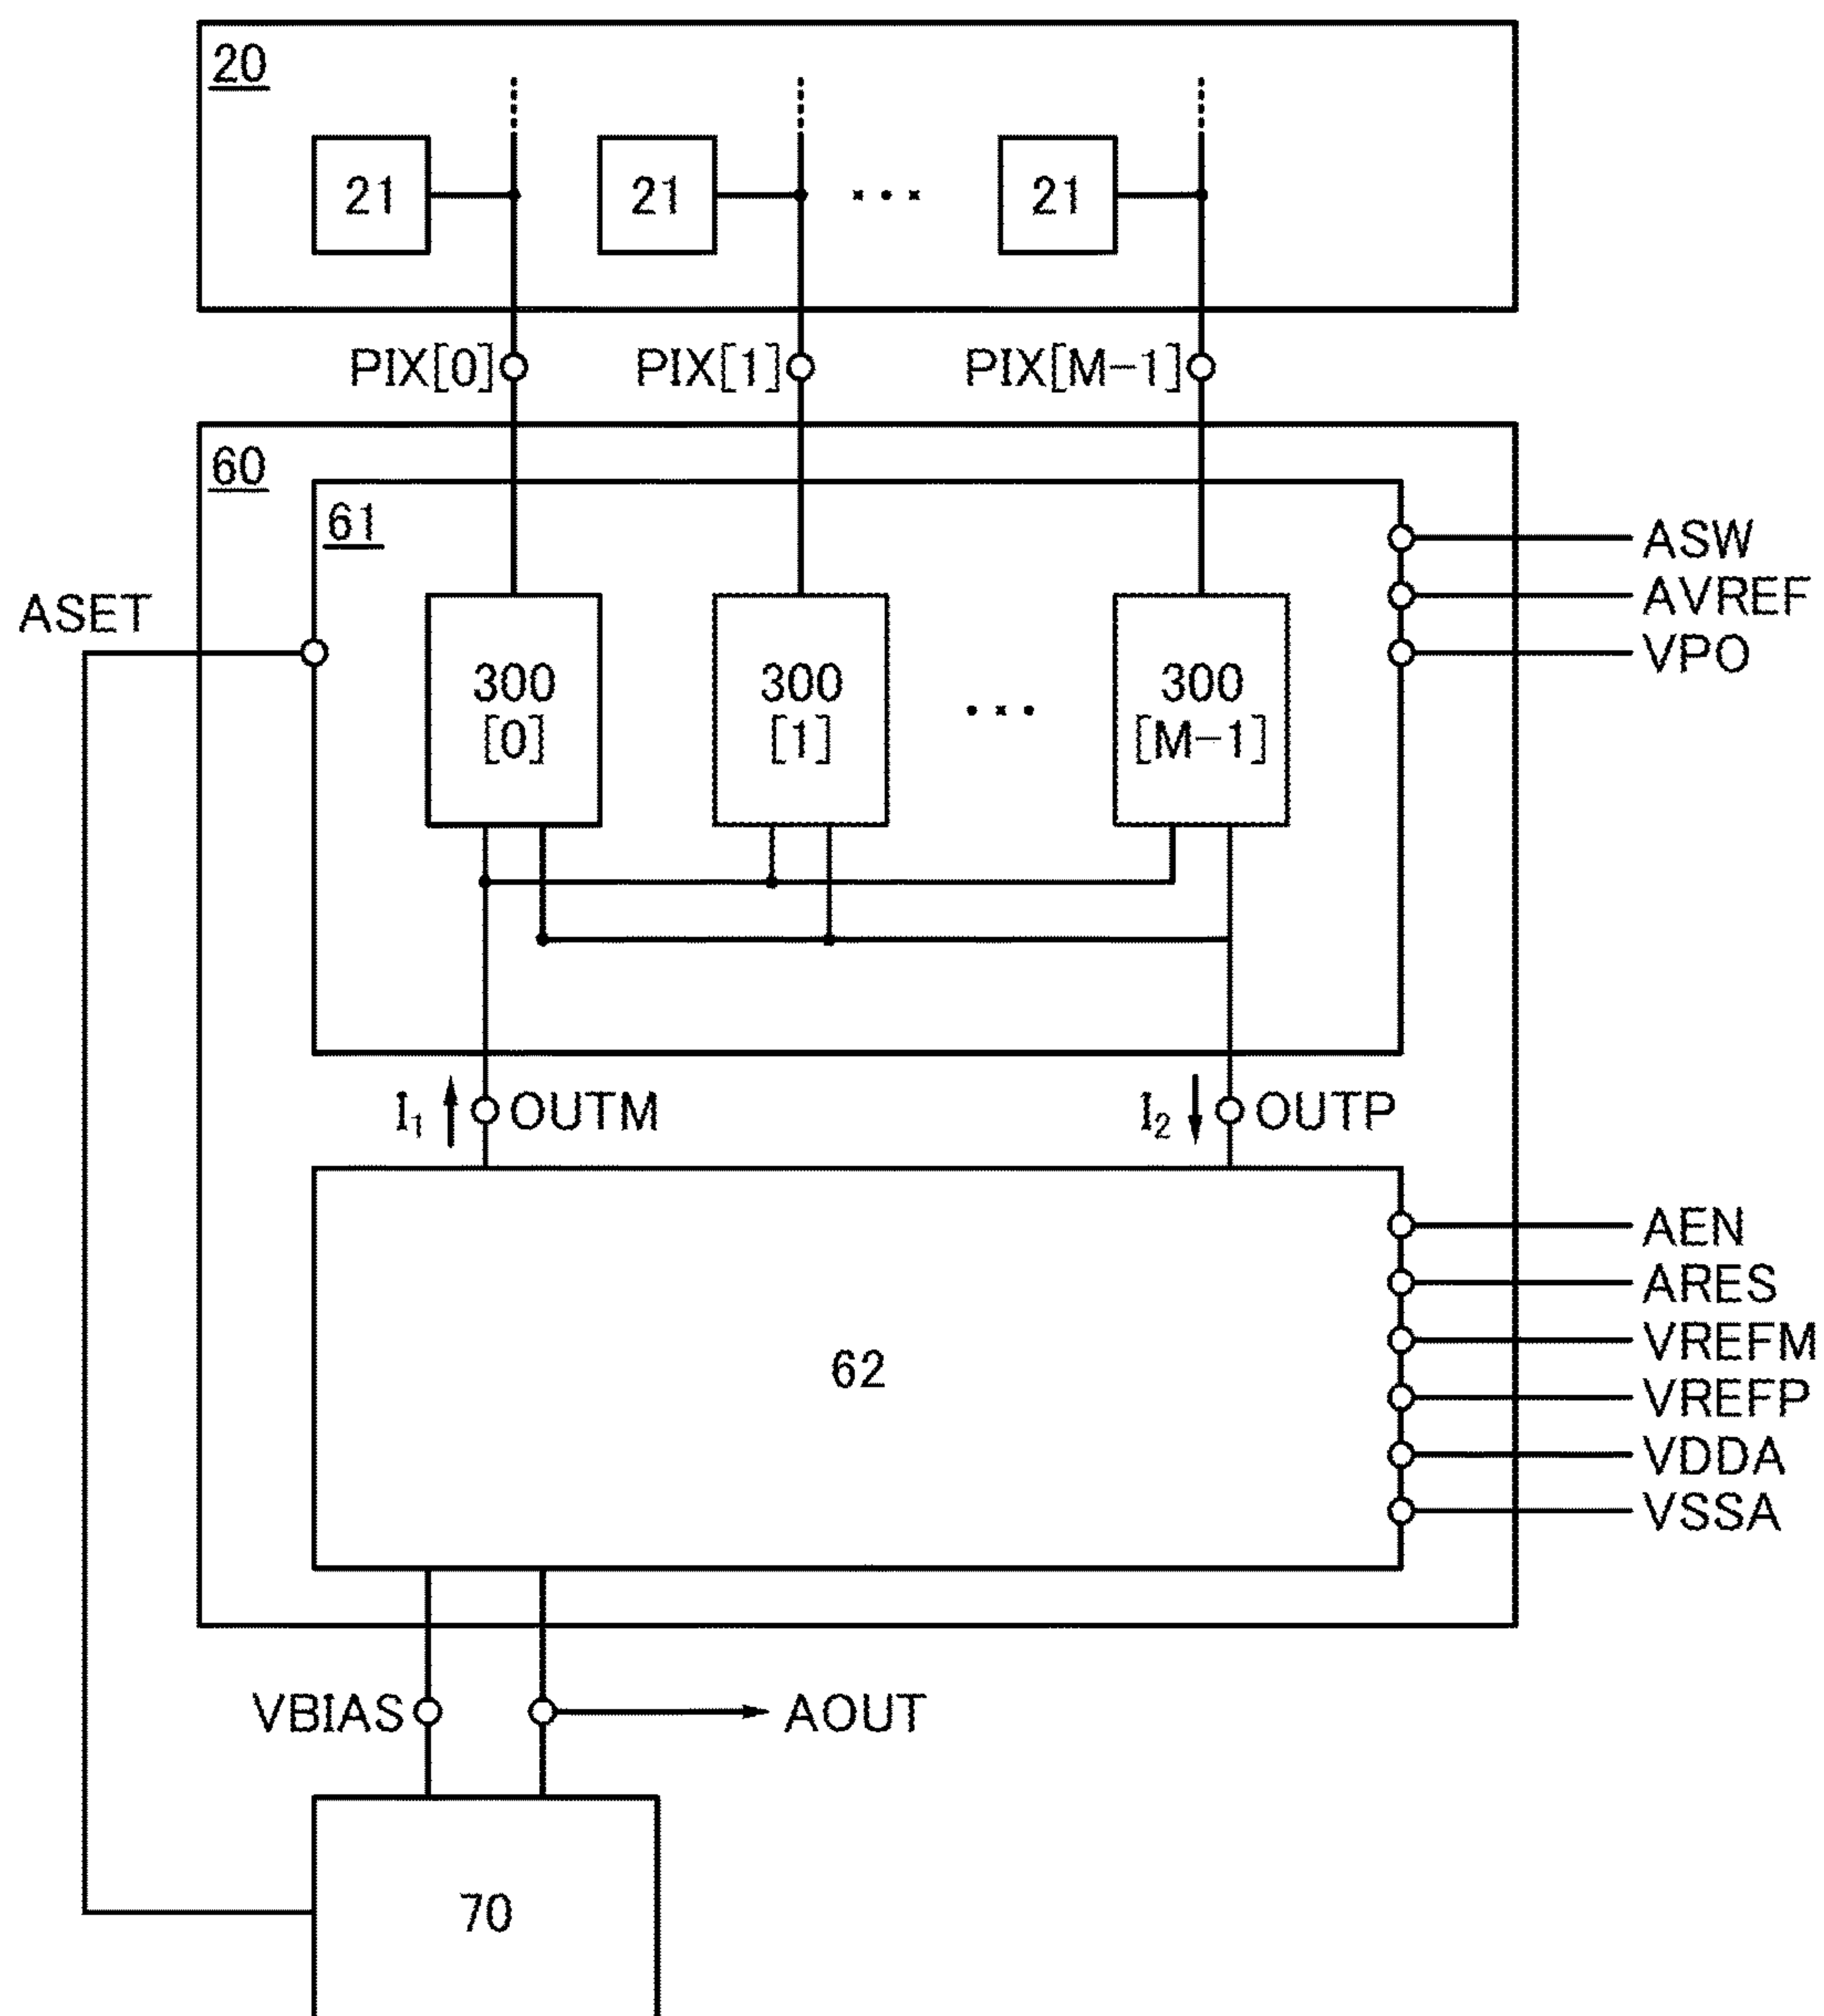 20
21 21 21
PIX[0] PIX[1] PIX[M-1]
60
61
ASW
ASET
AVREF
VPO
300
[0]
300
[1]
300
[M-1]
I1 OUTM
I2 OUTP
AEN
ARES
VREFM
62
VREFP
VDDA
VSSA
VBIAS
AOUT
70